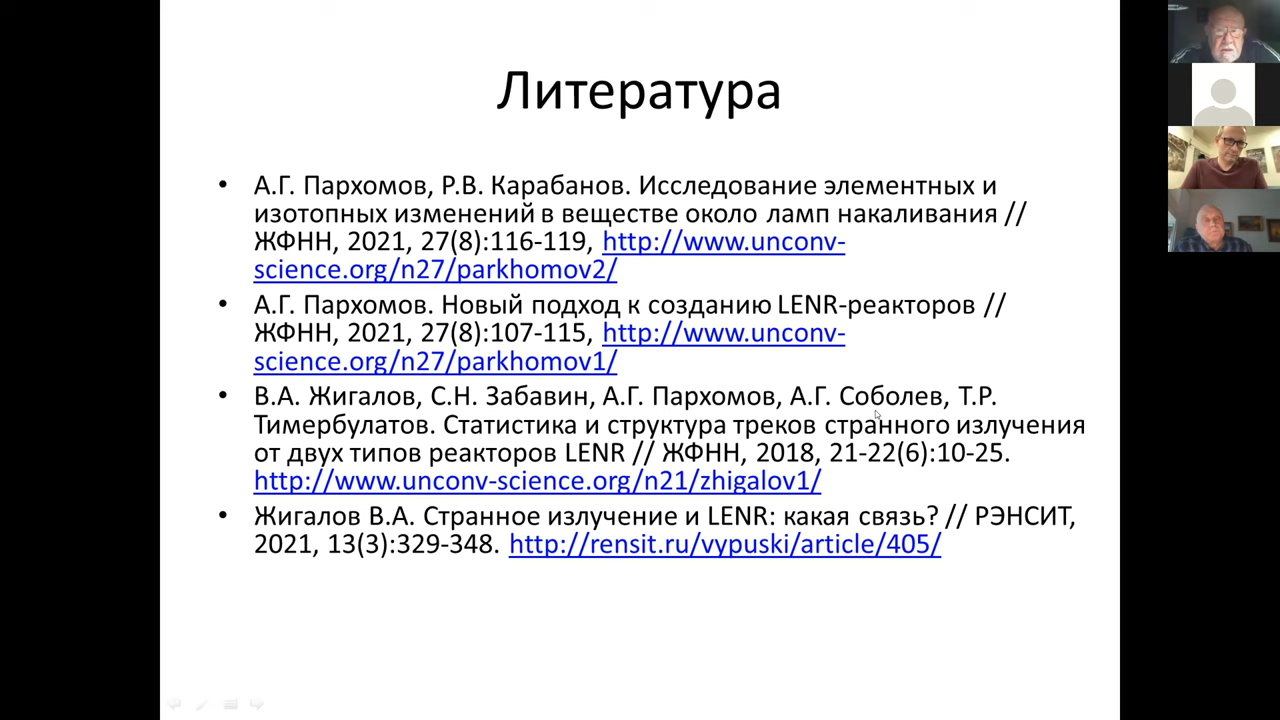 Литература
• А.Г. Пархомов, Р.В. Карабанов. Исследование элементных и
изотопных изменений в веществе около ламп накаливания //
ЖФНН, 2021, 27(8):116-119, http://www.unconv-
science.org/n27/parkhomov2/
• А.Г. Пархомов. Новый подход к созданию LENR-реакторов //
ЖФНН, 2021, 27(8):107-115, http://www.unconv-
science.org/n27/parkhomov1/
• В.А. Жигалов, С.Н. Забавин, А.Г. Пархомов, А.Г. Соболев, Т.Р.
Тимербулатов. Статистика и структура треков странного излучения
от двух типов реакторов LENR // ЖФНН, 2018, 21-22(6):10-25.
http://www.unconv-science.org/n21/zhigalov1/
• Жигалов В.А. Странное излучение и LENR: какая связь? // РЭНСИТ,
2021, 13(3):329-348. http://rensit.ru/vypuski/article/405/